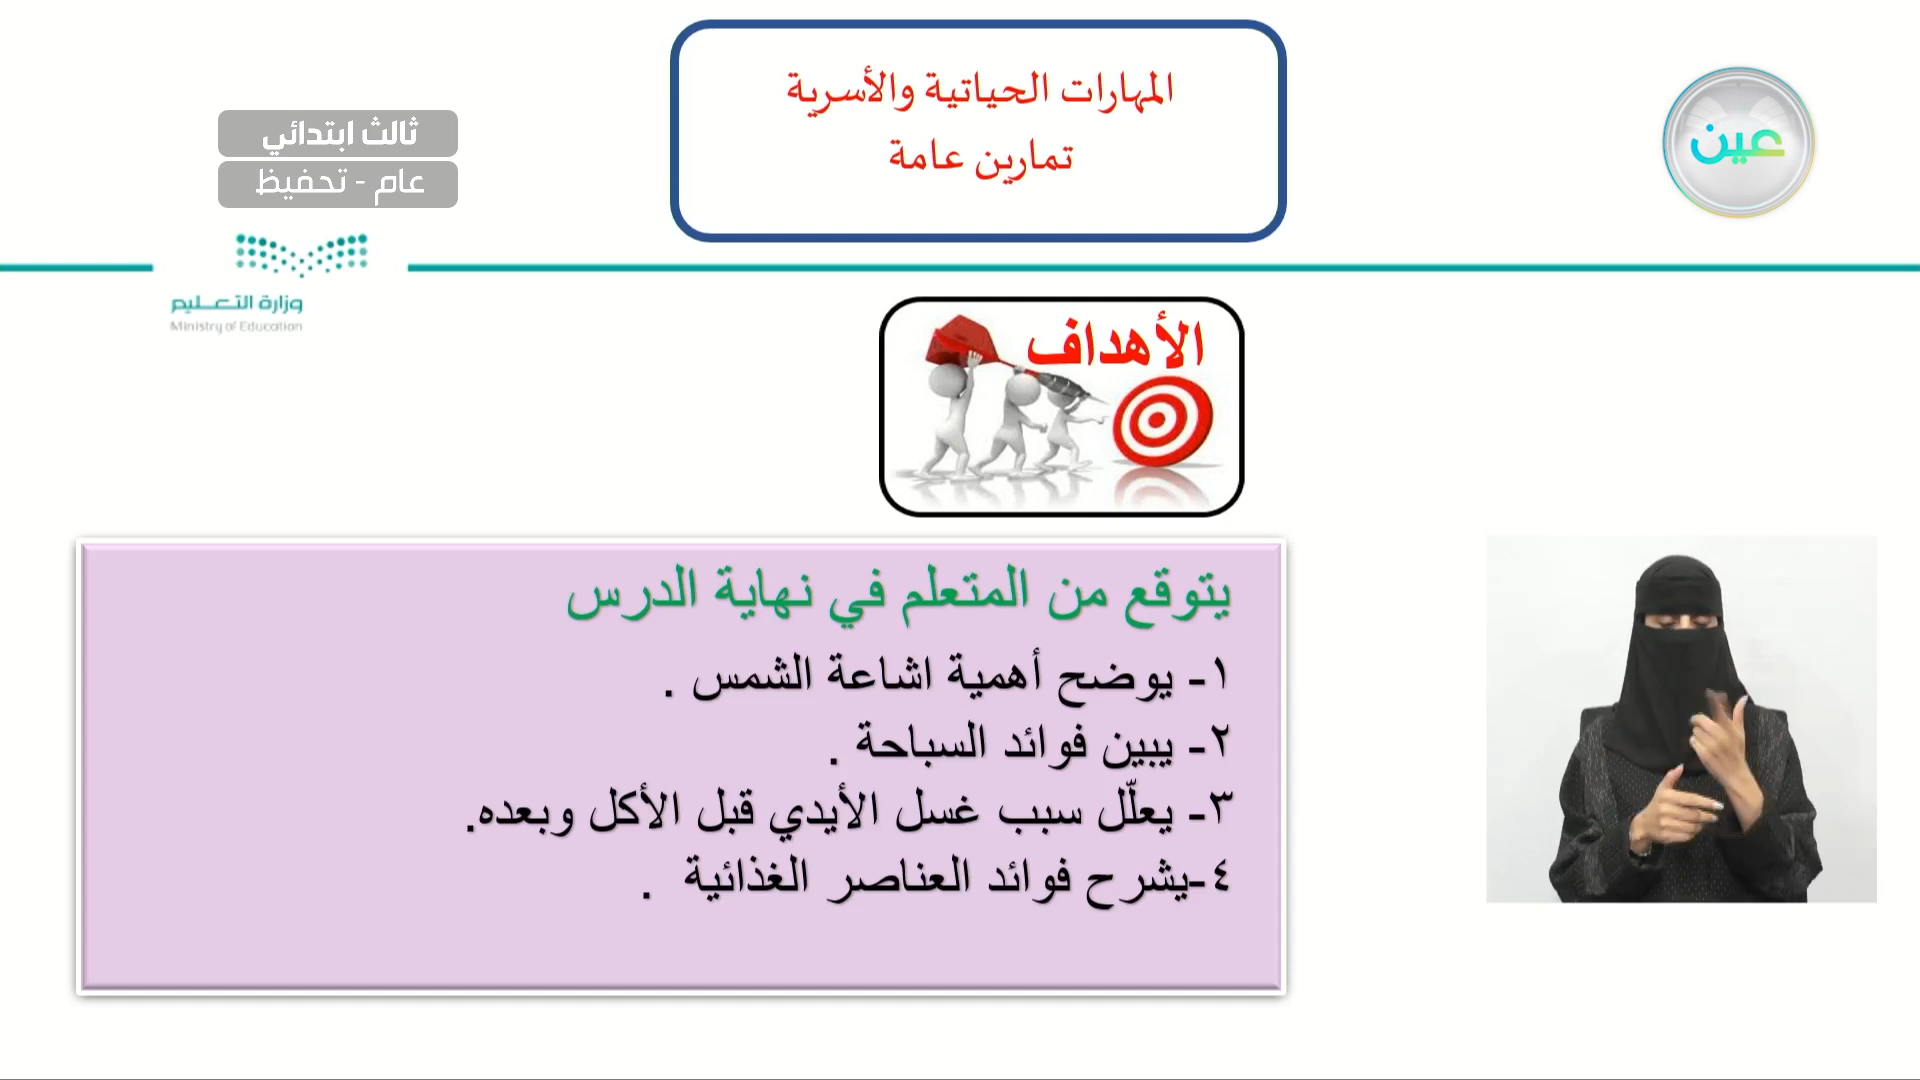 المهارات الحياتية والأسرية
تمارين عامة
عين
ثالث ابتدائي
عام - تحفيظ
وزارة التعليم
Ministry of Education
الأهداف
يتوقع من المتعلم في نهاية الدرس
١- يوضح أهمية اشاعة الشمس .
٢- يبين فوائد السباحة .
٣- يعلّل سبب غسل الأيدي قبل الأكل وبعده.
٤-يشرح فوائد العناصر الغذائية .